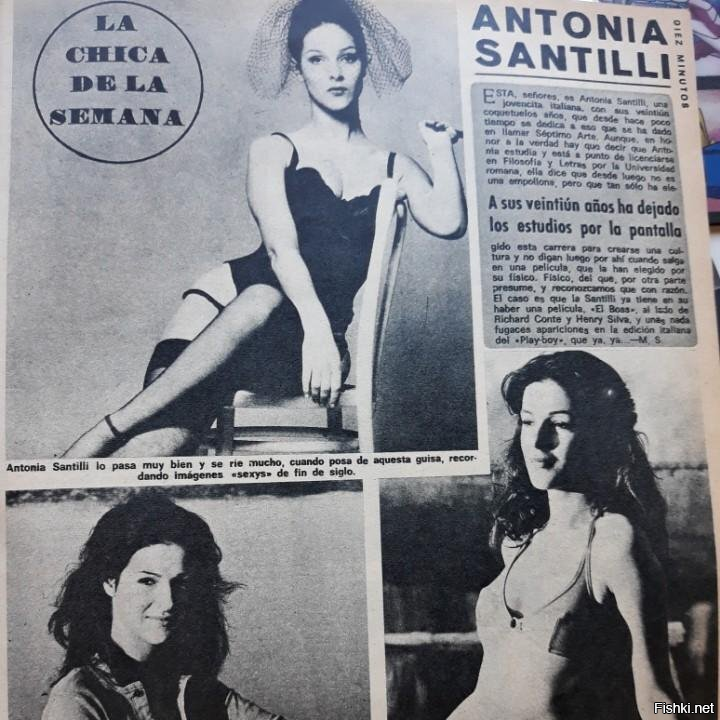 LA
CHICA
DE LA
SEMANA
ANTONIA
SANTILLI
DIEZ MINUTOS
ESTA, señores, es Antonia Santilli, una
jovencita italiana, con sus veintiún
coquetuelos años, que desde hace poco
tiempo se dedica a eso que se ha dado
en llamar Séptimo Arte. Aunque, en ho-
nor a la verdad hay que decir que Anto-
nia estudia y está a punto de licenciarse
en Filosofía y Letras por la Universidad
romana, ella dice que desde luego no es
una empollona, pero que tan sólo ha ele-
A sus veintiún años ha dejado
los estudios por la pantalla
gido esta carrera para crearse una cul-
tura y no digan luego por ahí cuando salga
en una película, que la han elegido por
su físico. Físico, del que, por otra parte
presume, y reconozcamos que con razón.
El caso es que la Santilli ya tiene en su
haber una película, «El Boss», al lado de
Richard Conte y Henry Silva, y unas nada
fugaces apariciones en la edición italiana
del «Play-boy», que ya, ya...—M. S.
Antonia Santilli lo pasa muy bien y se ríe mucho, cuando posa de aquesta guisa, recor-
dando imágenes «sexys» de fin de siglo.
Fishki.net